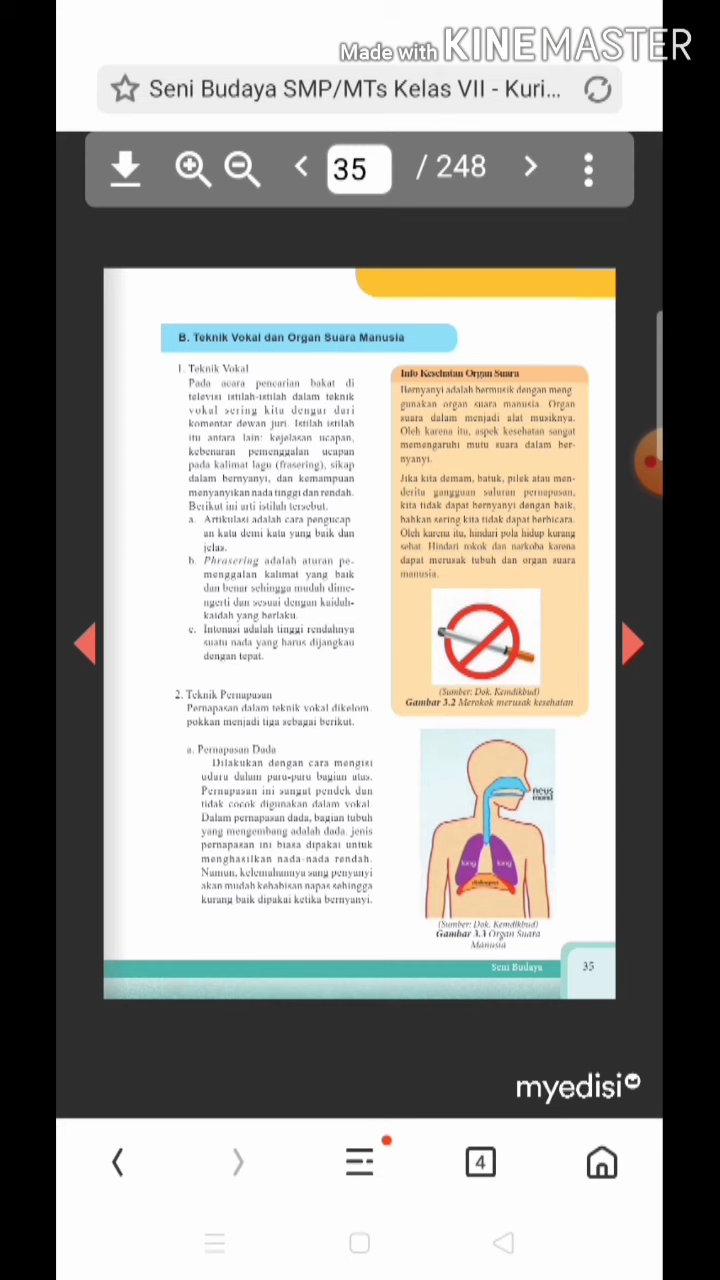 Made with KINEMASTER
Seni Budaya SMP/MTs Kelas VII - Kuri...
35 / 248
B. Teknik Vokal dan Organ Suara Manusia
1. Teknik Vokal
Pada acara pencarian bakat di
televisi istilah-istilah dalam teknik
vokal sering kita dengar dari
komentar dewan juri. Istilah istilah
itu antara lain: kejelasan ucapan,
kebenaran pemenggalan ucapan
pada kalimat lagu (frasering), sikap
dalam bernyanyi, dan kemampuan
menyanyikan nada tinggi dan rendah.
Berikut ini arti istilah tersebut.
a. Artikulasi adalah cara pengucap
an kata demi kata yang baik dan
jelas.
b. Phrasering adalah aturan pe-
menggalan kalimat yang baik
dan benar sehingga mudah dime-
ngerti dan sesuai dengan kaidah-
kaidah yang berlaku.
c. Intonasi adalah tinggi rendahnya
suatu nada yang harus dijangkau
dengan tepat.
2. Teknik Pernapasan
Pernapasan dalam teknik vokal dikelom
pokkan menjadi tiga sebagai berikut.
a. Pernapasan Dada
Dilakukan dengan cara mengisi
udara dalam paru-paru bagian atas.
Pernapasan ini sangat pendek dan
tidak cocok digunakan dalam vokal.
Dalam pernapasan dada, bagian tubuh
yang mengembang adalah dada. jenis
pernapasan ini biasa dipakai untuk
menghasilkan nada-nada rendah.
Namun, kelemahannya sang penyanyi
akan mudah kehabisan napas sehingga
kurang baik dipakai ketika bernyanyi.
Info Kesehatan Organ Suara
Bernyanyi adalah bermusik dengan meng
gunakan organ suara manusia. Organ
suara dalam menjadi alat musiknya.
Oleh karena itu, aspek kesehatan sangat
memengaruhi mutu suara dalam ber-
nyanyi.
Jika kita demam, batuk, pilek atau men-
derita gangguan saluran pernapasan,
kita tidak dapat bernyanyi dengan baik,
bahkan sering kita tidak dapat berbicara.
Oleh karena itu, hindari pola hidup kurang
sehat. Hindari rokok dan narkoba karena
dapat merusak tubuh dan organ suara
manusia.
(Sumber: Dok. Kemdikbud)
Gambar 3.2 Merokok merusak kesehatan
lung lung
(Sumber: Dok. Kemdikbud)
Gambar 3.3 Organ Suara
Manusia
Seni Budaya 35
myedisi
4